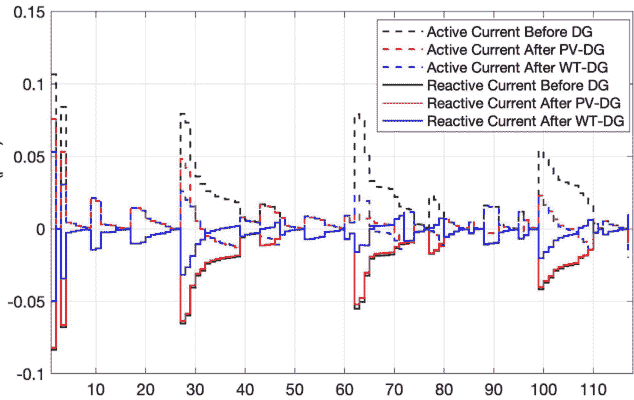 0.15
0.1
0.05
0
-0.05
-0.1
Active Current Before DG
Active Current After PV-DG
Active Current After WT-DG
Reactive Current Before DG
Reactive Current After PV-DG
Reactive Current After WT-DG
10 20 30 40 50 60 70 80 90 100 110